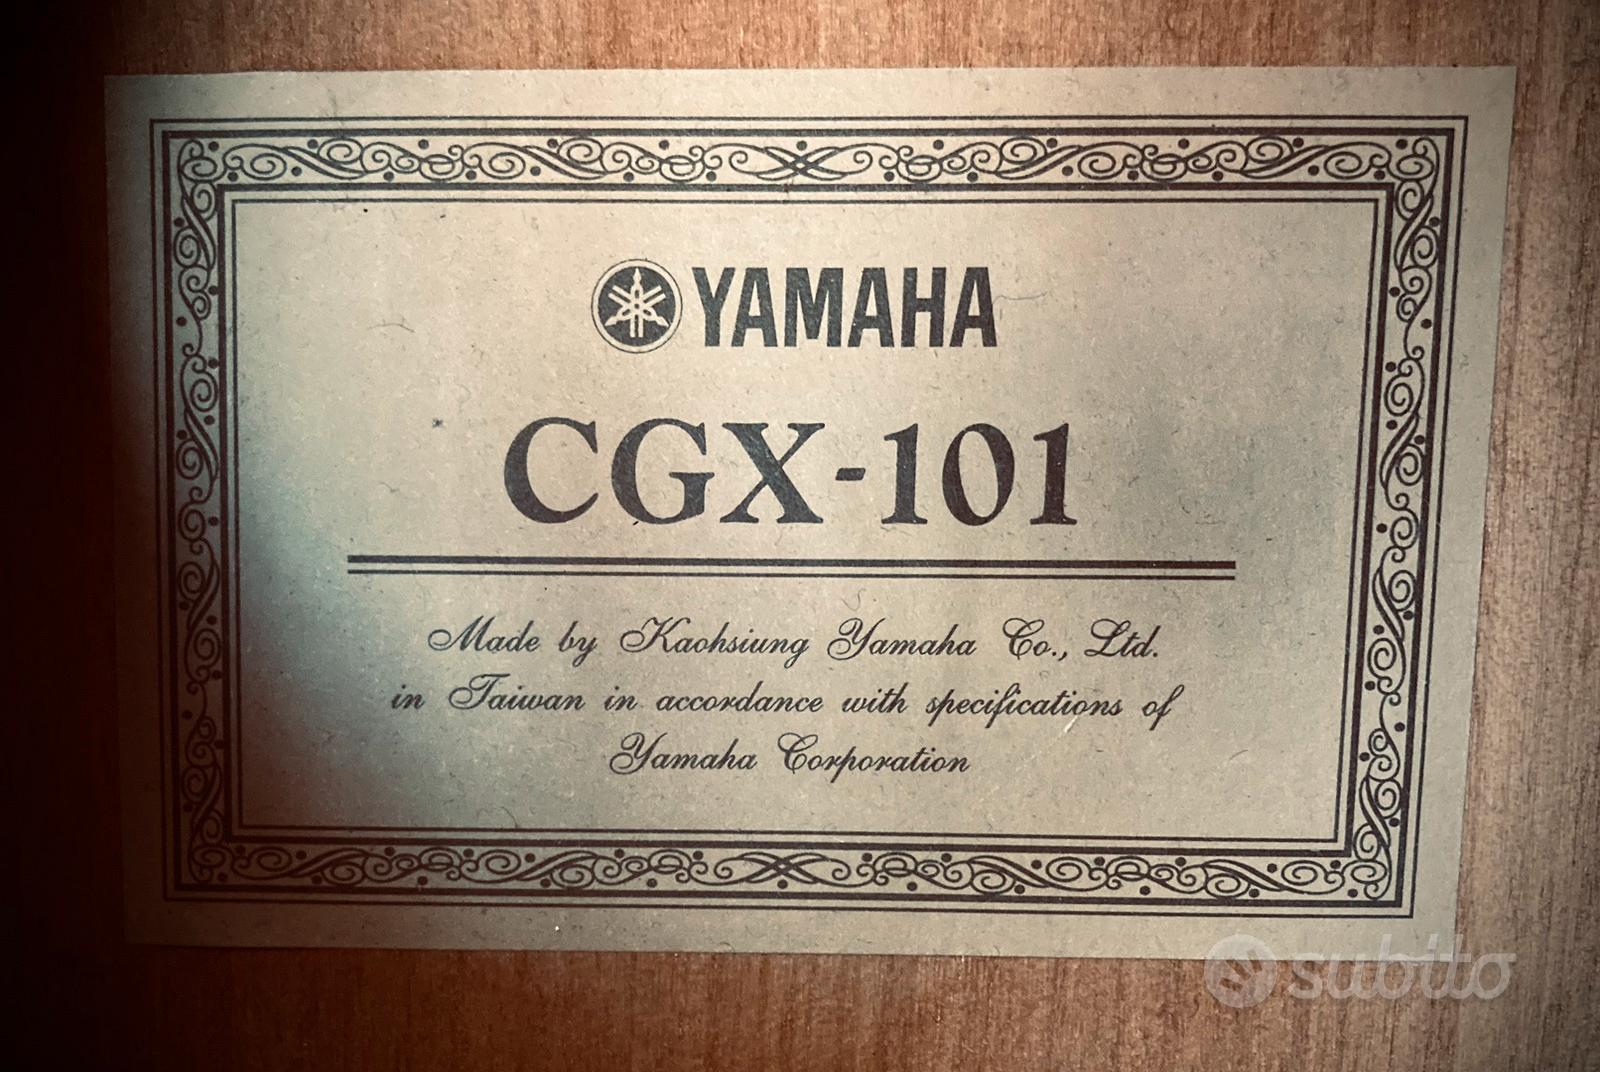 YAMAHA
CGX-101
Made by Kaohsiung Yamaha Co., Ltd.
in Taiwan in accordance with specifications of
Yamaha Corporation
subito